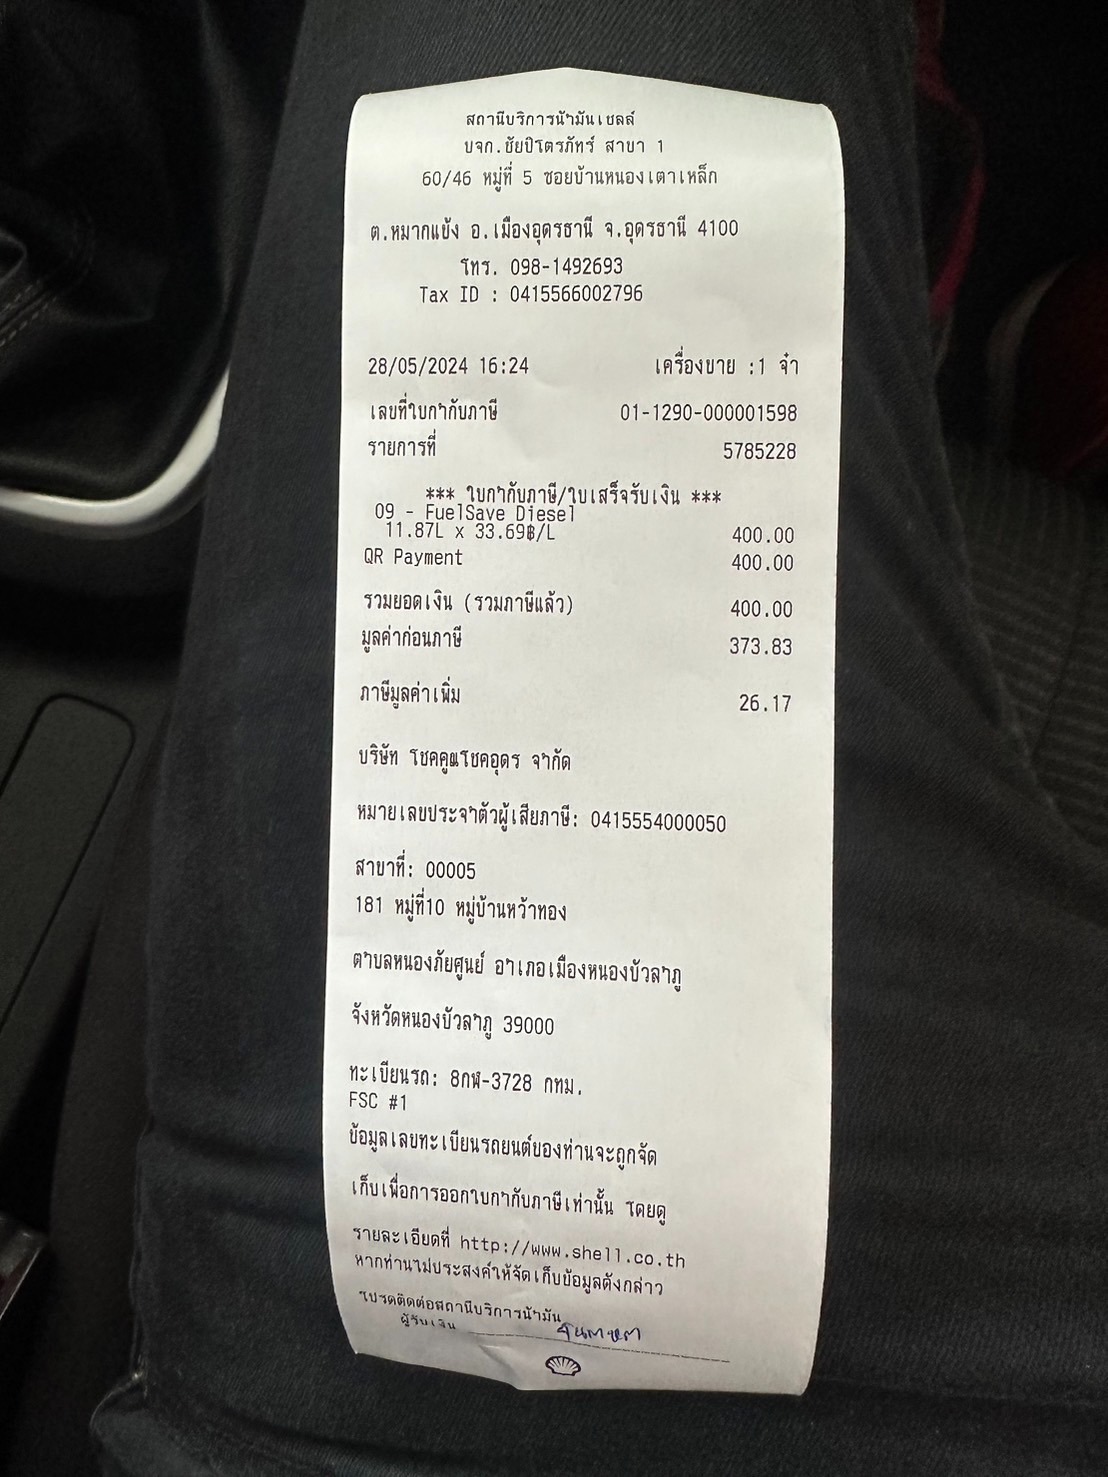 สถานีบริการน้ำมันเชลล์
บจก.ชัยปิโตรภัทร์ สาขา 1
60/46 หมู่ที่ 5 ซอยบ้านหนองเตาเหล็ก
ต.หมากแข้ง อ.เมืองอุดรธานี จ.อุดรธานี 4100
โทร. 098-1492693
Tax ID : 0415566002796
28/05/2024 16:24 เครื่องขาย :1 จำ
เลขที่ใบกำกับภาษี 01-1290-000001598
รายการที่ 5785228
*** ใบกำกับภาษี/ใบเสร็จรับเงิน ***
09 - FuelSave Diesel
11.87L x 33.69฿/L 400.00
QR Payment 400.00
รวมยอดเงิน (รวมภาษีแล้ว) 400.00
มูลค่าก่อนภาษี 373.83
ภาษีมูลค่าเพิ่ม 26.17
บริษัท โชคคูณโชคอุดร จำกัด
หมายเลขประจำตัวผู้เสียภาษี: 0415554000050
สาขาที่: 00005
181 หมู่ที่10 หมู่บ้านหว้าทอง
ตำบลหนองภัยศูนย์ อำเภอเมืองหนองบัวลำภู
จังหวัดหนองบัวลำภู 39000
ทะเบียนรถ: 8กฬ-3728 กทม.
FSC #1
ข้อมูลเลขทะเบียนรถยนต์ของท่านจะถูกจัด
เก็บเพื่อการออกใบกำกับภาษีเท่านั้น โดยดู
รายละเอียดที่ http://www.shell.co.th
หากท่านไม่ประสงค์ให้จัดเก็บข้อมูลดังกล่าว
โปรดติดต่อสถานีบริการน้ำมัน
ผู้รับเงิน